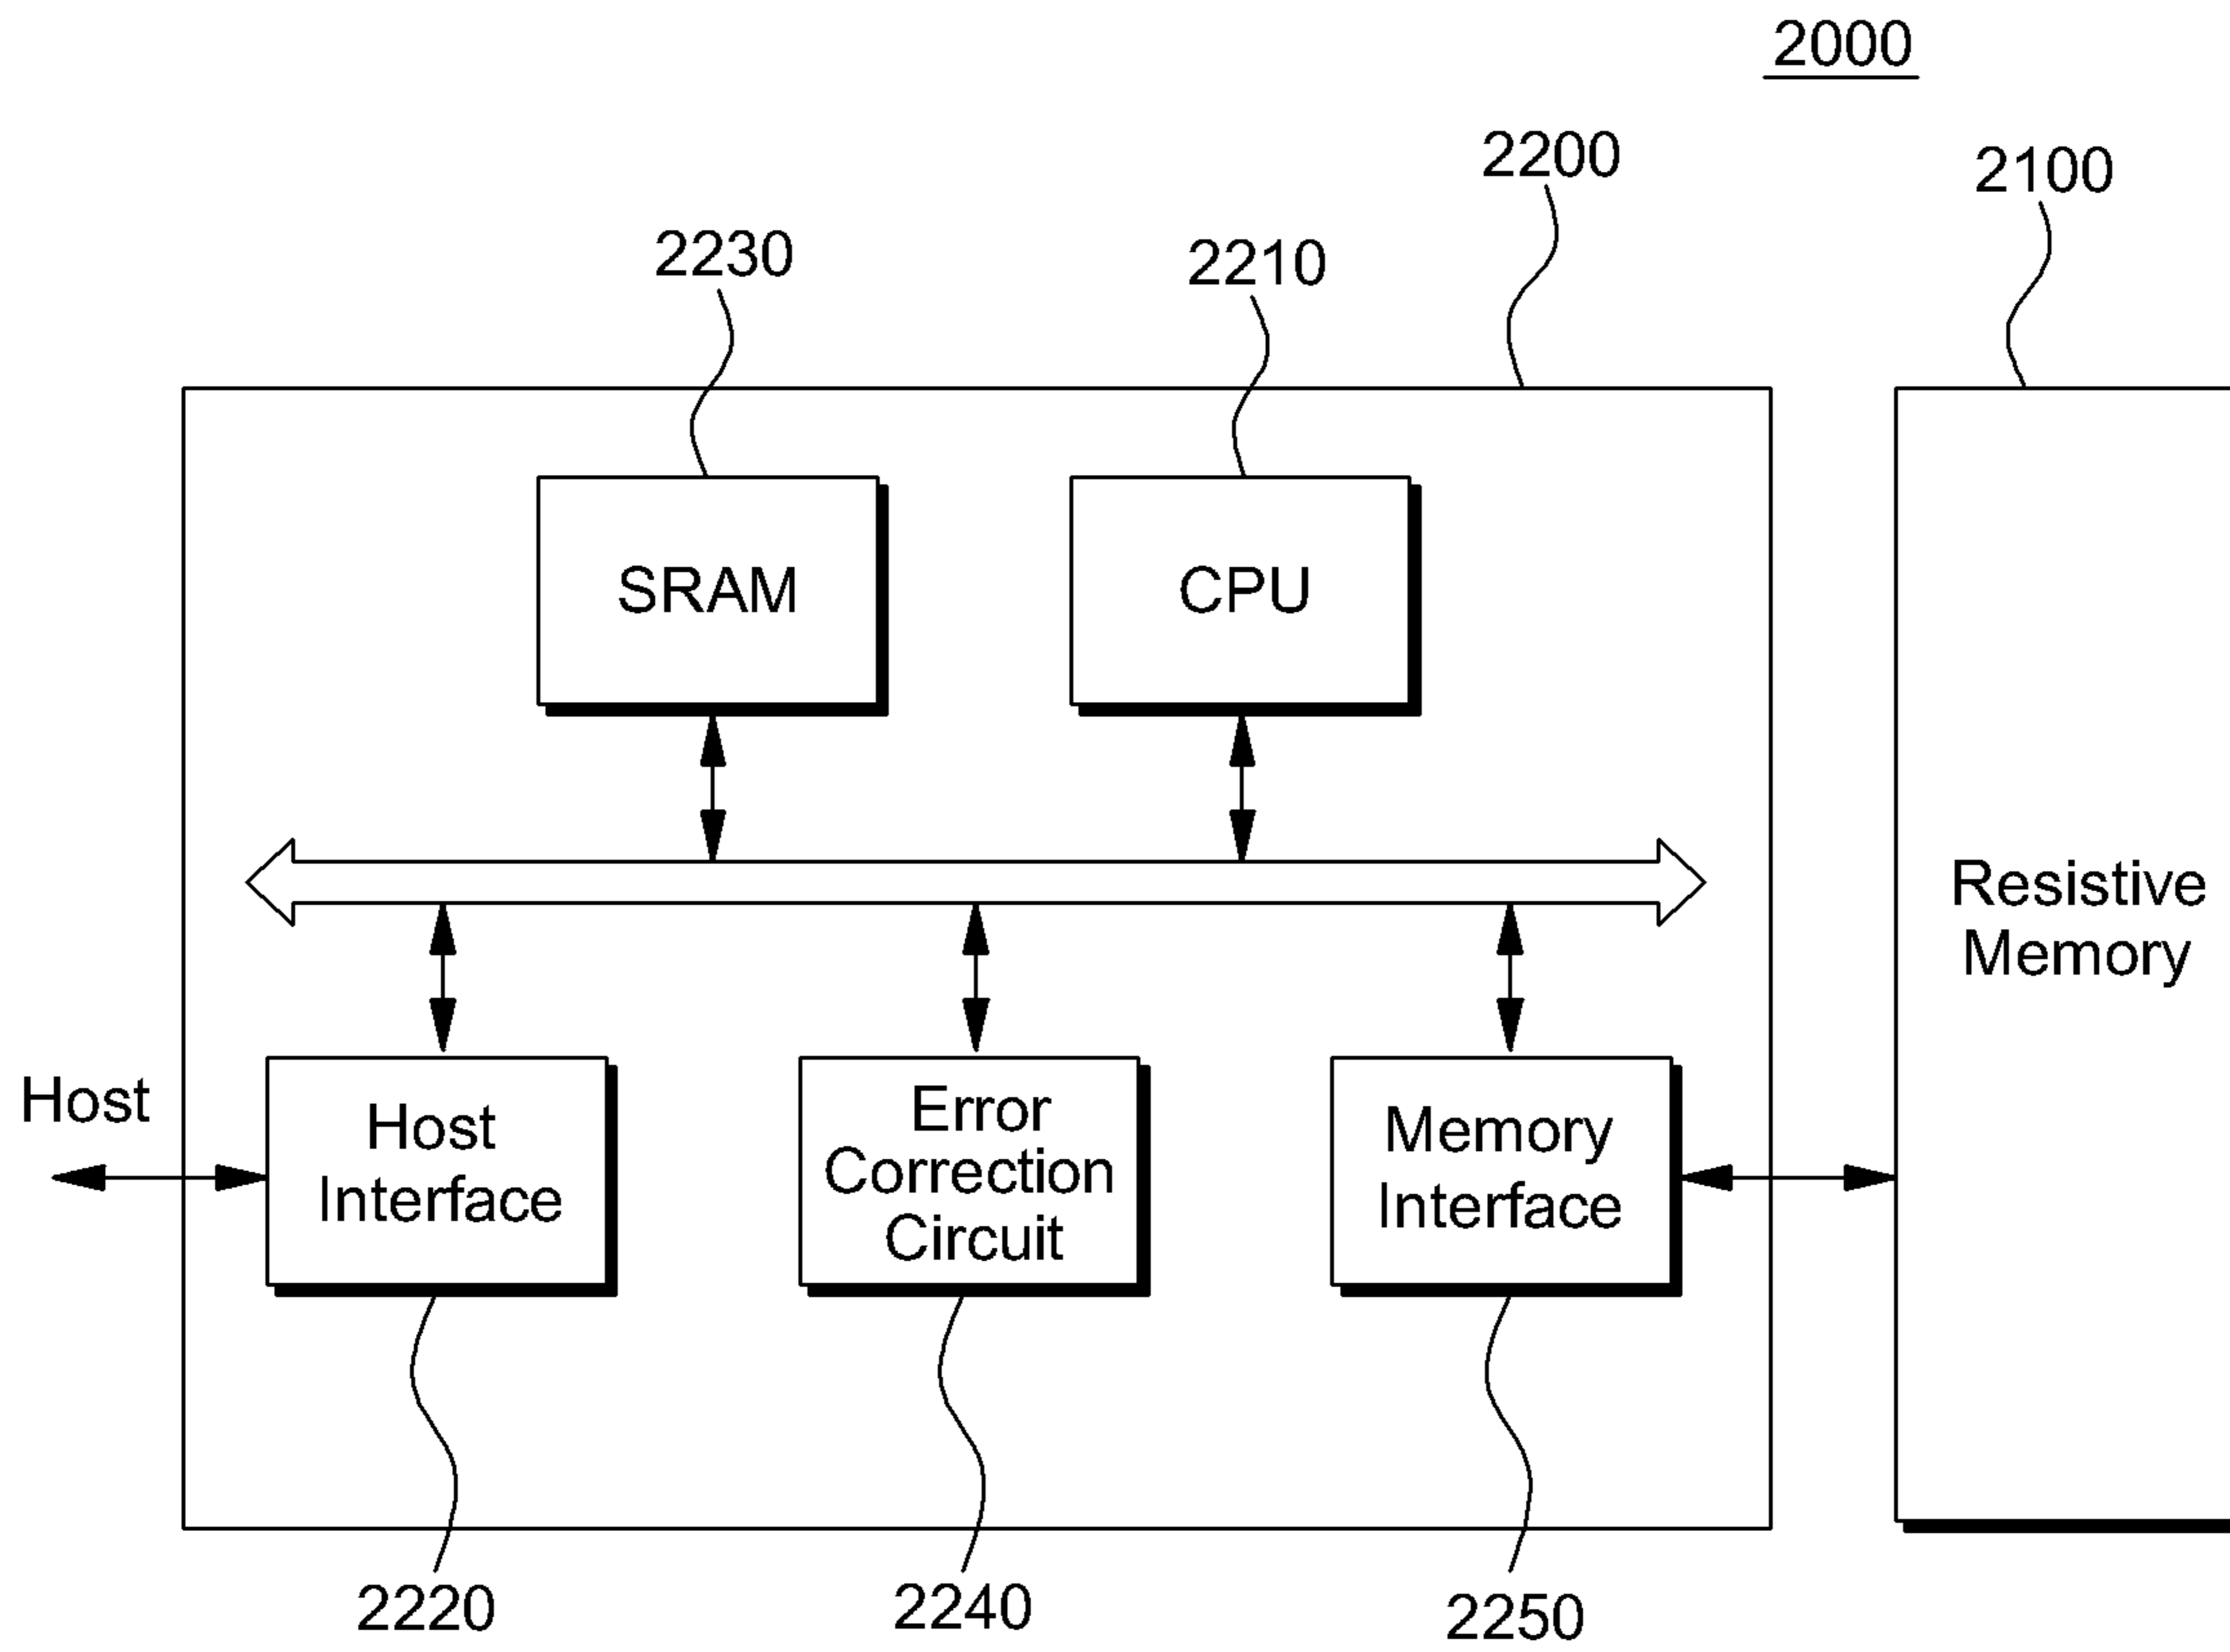 2000
2200
2100
2230
2210
SRAM
CPU
Resistive
Memory
Host
Host
Interface
Error
Correction
Circuit
Memory
Interface
2220
2240
2250